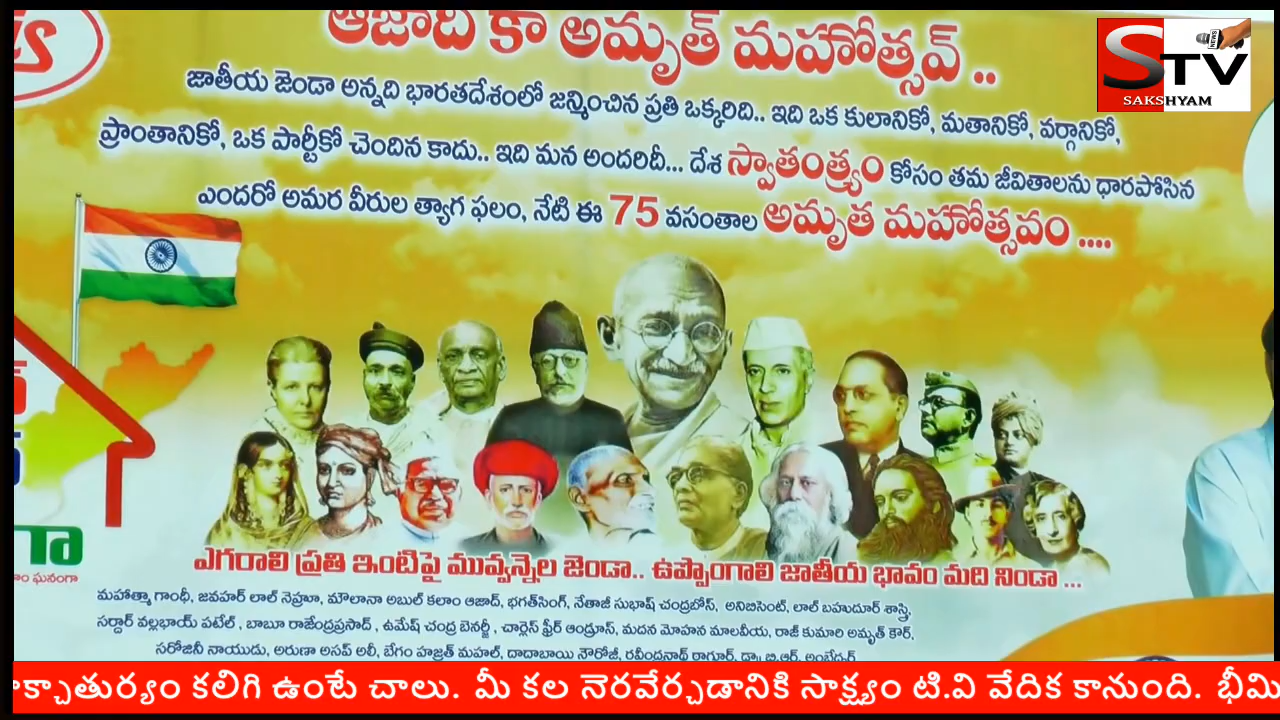 ఆజాదీ కా అమృత్ మహోత్సవ్ ..
STV
NEWS
SAKSHYAM
జాతీయ జెండా అన్నది భారతదేశంలో జన్మించిన ప్రతి ఒక్కరిది.. ఇది ఒక కులానికో, మతానికో, వర్గానికో,
ప్రాంతానికో, ఒక పార్టీకో చెందిన కాదు.. ఇది మన అందరిదీ... దేశ స్వాతంత్ర్యం కోసం తమ జీవితాలను ధారపోసిన
ఎందరో అమర వీరుల త్యాగ ఫలం, నేటి ఈ 75 వసంతాల అమృత మహోత్సవం ....
ఎగరాలి ప్రతి ఇంటిపై మువ్వన్నెల జెండా.. ఉప్పొంగాలి జాతీయ భావం మది నిండా ...
మహాత్మా గాంధీ, జవహర్ లాల్ నెహ్రూ, మౌలానా అబుల్ కలాం ఆజాద్, భగత్‌సింగ్, నేతాజీ సుభాష్ చంద్రబోస్, అనిబిసెంట్, లాల్ బహుదూర్ శాస్త్రి,
సర్దార్ వల్లభాయ్ పటేల్ , బాబూ రాజేంద్రప్రసాద్ , ఉమేష్ చంద్ర బెనర్జీ , చార్లెస్ ఫ్రీర్ ఆండ్రూస్, మదన మోహన మాలవీయ, రాజ్ కుమారి అమృత్ కౌర్,
సరోజినీ నాయుడు, అరుణా అసఫ్ అలీ, బేగం హజ్రత్ మహల్, దాదాబాయి నౌరోజీ, రవీంద్రనాథ్ ఠాగూర్, డా॥ బి.ఆర్. అంబేద్కర్
ఘనంగా
క్చాతుర్యం కలిగి ఉంటే చాలు. మీ కల నెరవేర్చడానికి సాక్ష్యం టి.వి వేదిక కానుంది. భీమి